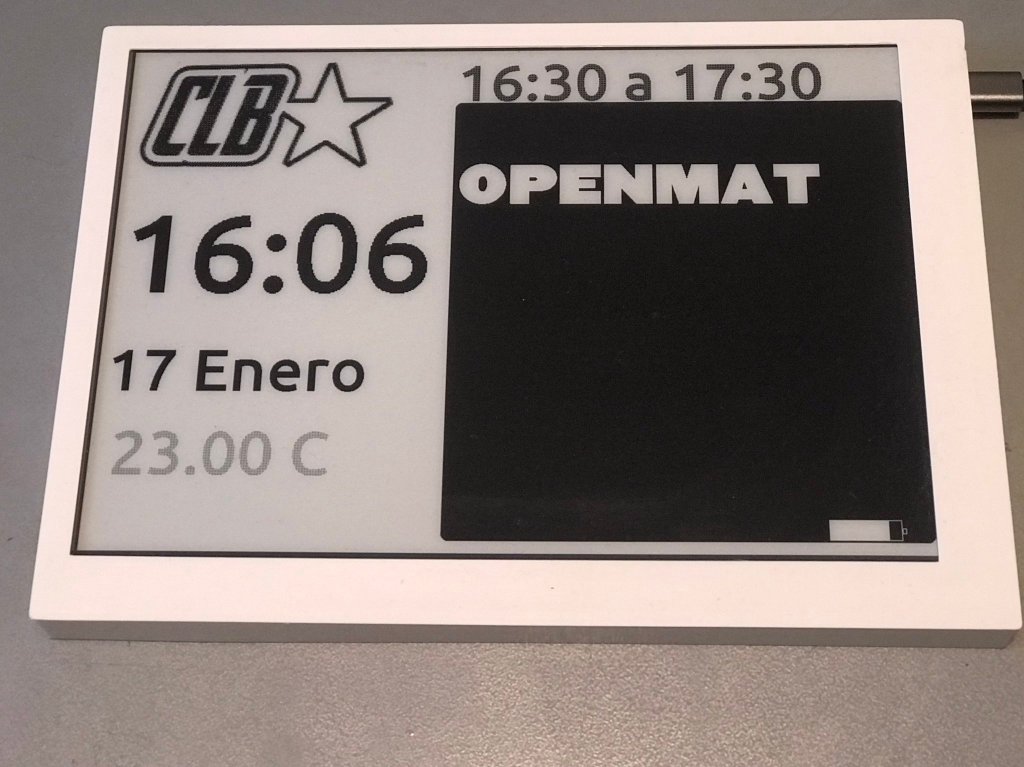 CLB
16:06
17 Enero
23.00 C
16:30 a 17:30
OPENMAT